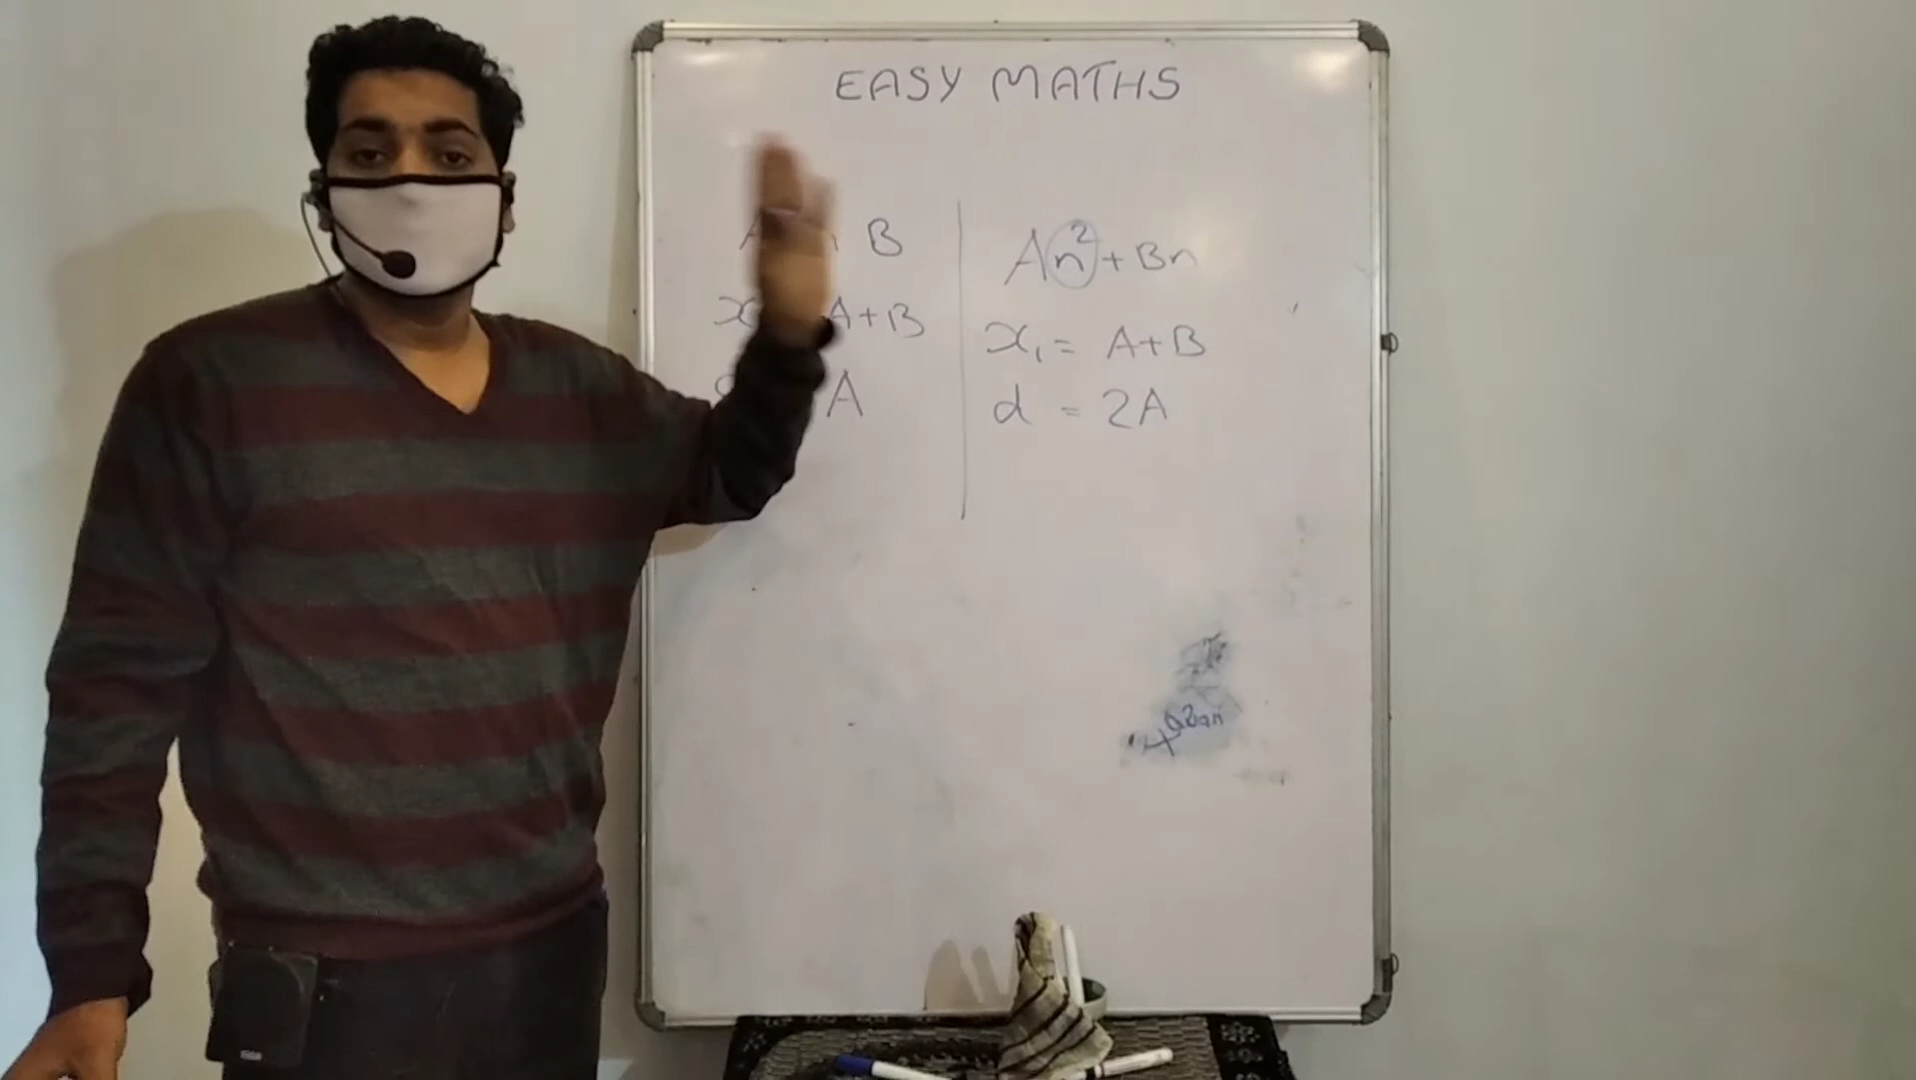 EASY MATHS
B
A+B
A
An²+Bn
x₁ = A+B
d = 2A